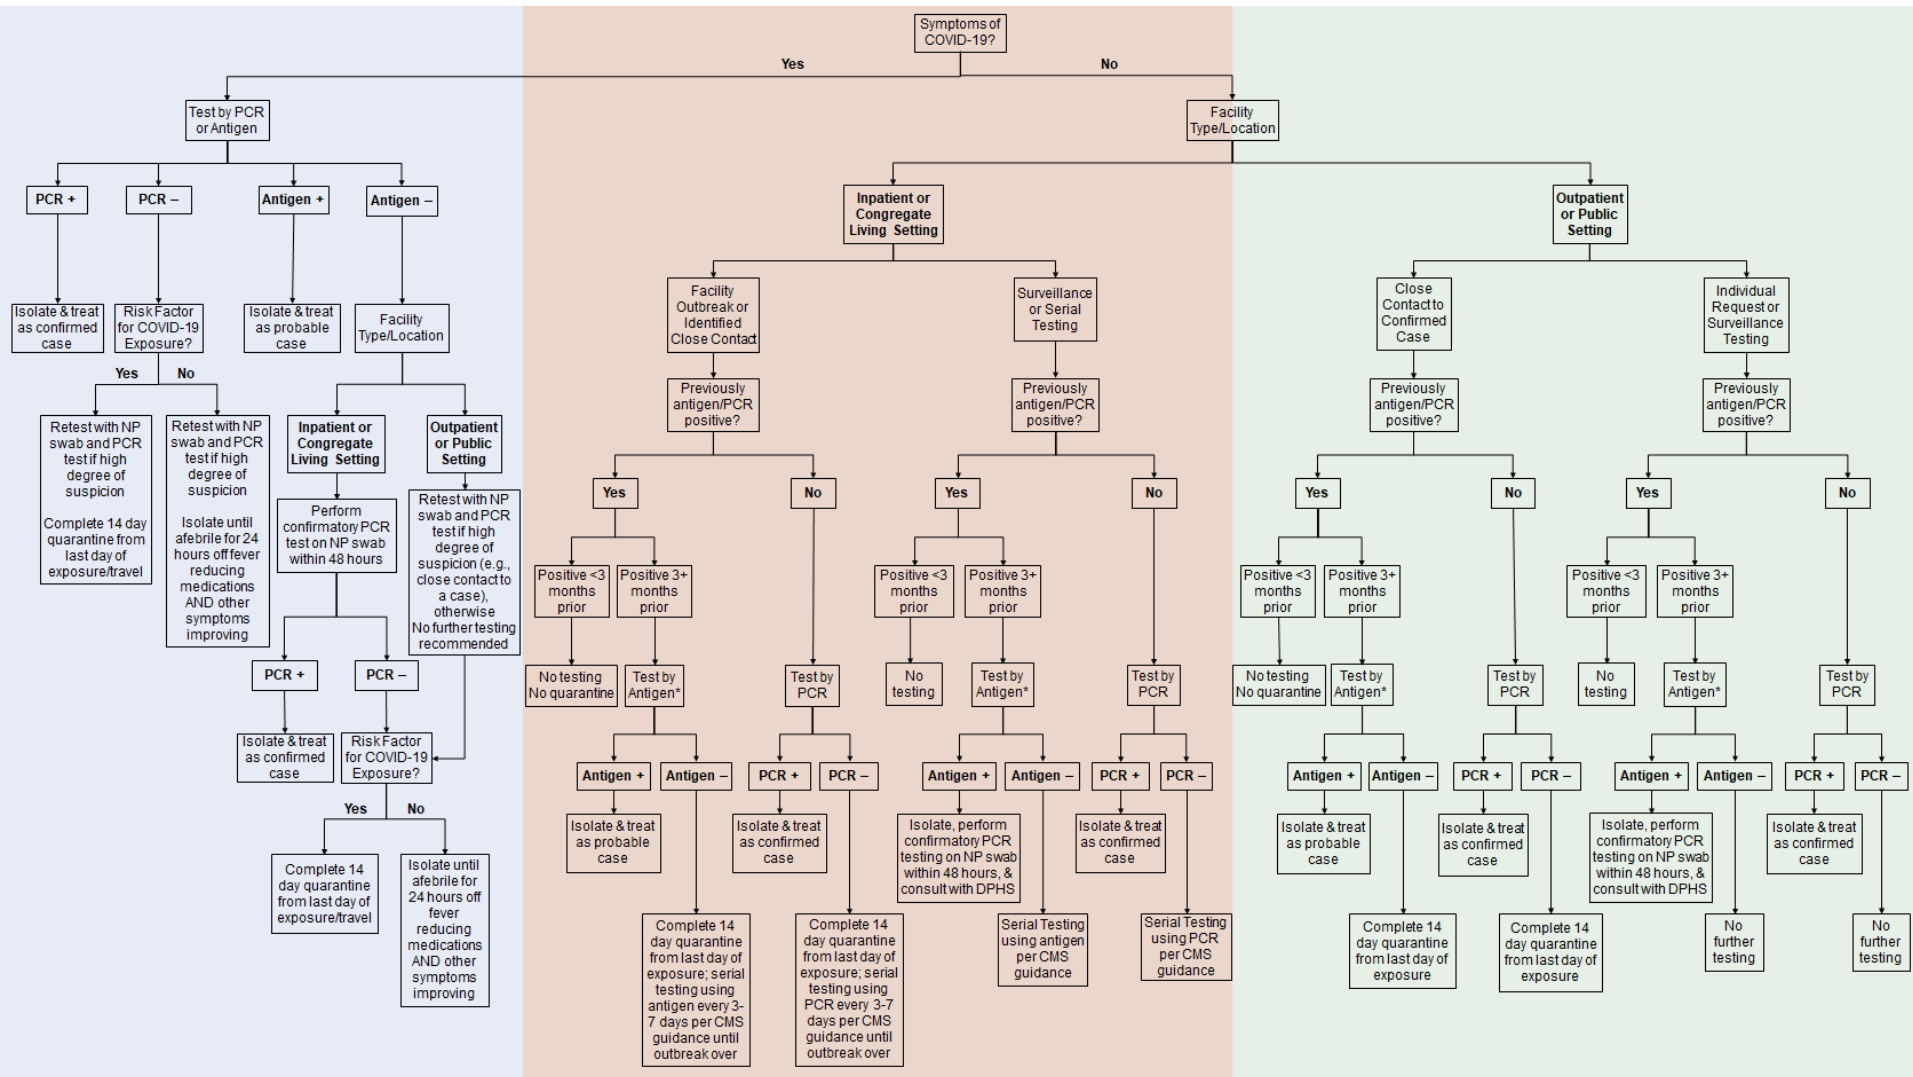 Symptoms of
COVID-19?
Yes
No
Test by PCR
or Antigen
Facility
Type/Location
PCR +
PCR –
Antigen +
Antigen –
Isolate & treat
as confirmed
case
Risk Factor
for COVID-19
Exposure?
Isolate & treat
as probable
case
Facility
Type/Location
Yes
No
Retest with NP
swab and PCR
test if high
degree of
suspicion
Complete 14 day
quarantine from
last day of
exposure/travel
Retest with NP
swab and PCR
test if high
degree of
suspicion
Isolate until
afebrile for 24
hours off fever
reducing
medications
AND other
symptoms
improving
Inpatient or
Congregate
Living Setting
Outpatient
or Public
Setting
Perform
confirmatory PCR
test on NP swab
within 48 hours
Retest with NP
swab and PCR
test if high
degree of
suspicion (e.g.,
close contact to
a case),
otherwise
No further testing
recommended
PCR +
PCR –
Isolate & treat
as confirmed
case
Risk Factor
for COVID-19
Exposure?
Yes
No
Complete 14
day quarantine
from last day of
exposure/travel
Isolate until
afebrile for
24 hours off
fever
reducing
medications
AND other
symptoms
improving
Inpatient or
Congregate
Living Setting
Facility
Outbreak or
Identified
Close Contact
Surveillance
or Serial
Testing
Previously
antigen/PCR
positive?
Previously
antigen/PCR
positive?
Yes
No
Yes
No
Positive <3
months
prior
Positive 3+
months
prior
Positive <3
months
prior
Positive 3+
months
prior
No testing
No quarantine
Test by
Antigen*
Test by
PCR
No
testing
Test by
Antigen*
Test by
PCR
Antigen +
Antigen –
PCR +
PCR –
Antigen +
Antigen –
PCR +
PCR –
Isolate & treat
as probable
case
Isolate & treat
as confirmed
case
Isolate, perform
confirmatory PCR
testing on NP swab
within 48 hours, &
consult with DPHS
Isolate & treat
as confirmed
case
Complete 14
day quarantine
from last day of
exposure; serial
testing using
antigen every 3-
7 days per CMS
guidance until
outbreak over
Complete 14
day quarantine
from last day of
exposure; serial
testing using
PCR every 3-7
days per CMS
guidance until
outbreak over
Serial Testing
using antigen
per CMS
guidance
Serial Testing
using PCR
per CMS
guidance
Outpatient
or Public
Setting
Close
Contact to
Confirmed
Case
Individual
Request or
Surveillance
Testing
Previously
antigen/PCR
positive?
Previously
antigen/PCR
positive?
Yes
No
Yes
No
Positive <3
months
prior
Positive 3+
months
prior
Positive <3
months
prior
Positive 3+
months
prior
No testing
No quarantine
Test by
Antigen*
Test by
PCR
No
testing
Test by
Antigen*
Test by
PCR
Antigen +
Antigen –
PCR +
PCR –
Antigen +
Antigen –
PCR +
PCR –
Isolate & treat
as probable
case
Isolate & treat
as confirmed
case
Isolate, perform
confirmatory PCR
testing on NP swab
within 48 hours, &
consult with DPHS
Isolate & treat
as confirmed
case
Complete 14
day quarantine
from last day of
exposure
Complete 14
day quarantine
from last day of
exposure
No
further
testing
No
further
testing